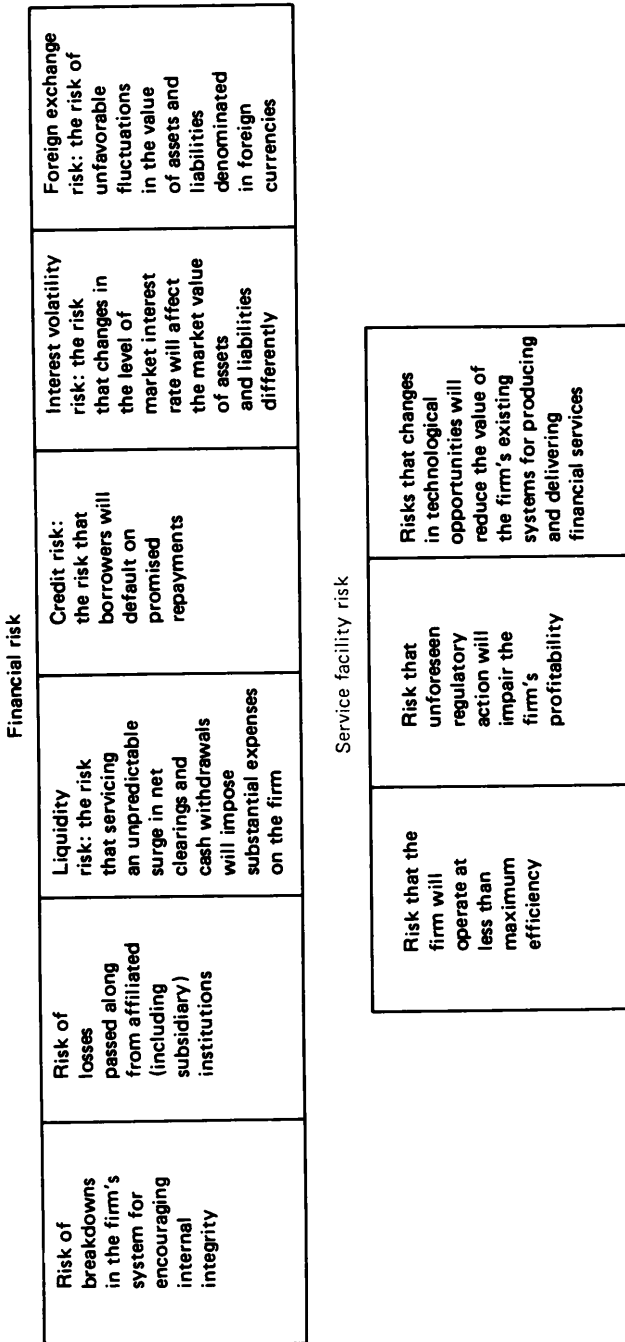 Financial risk
Risk of
breakdowns
in the firm's
system for
encouraging
internal
integrity
Risk of
losses
passed along
from affiliated
(including
subsidiary)
institutions
Liquidity
risk: the risk
that servicing
an unpredictable
surge in net
clearings and
cash withdrawals
will impose
substantial expenses
on the firm
Credit risk:
the risk that
borrowers will
default on
promised
repayments
Interest volatility
risk: the risk
that changes in
the level of
market interest
rate will affect
the market value
of assets
and liabilities
differently
Foreign exchange
risk: the risk of
unfavorable
fluctuations
in the value
of assets and
liabilities
denominated
in foreign
currencies
Service facility risk
Risk that the
firm will
operate at
less than
maximum
efficiency
Risk that
unforeseen
regulatory
action will
impair the
firm's
profitability
Risks that changes
in technological
opportunities will
reduce the value of
the firm's existing
systems for producing
and delivering
financial services